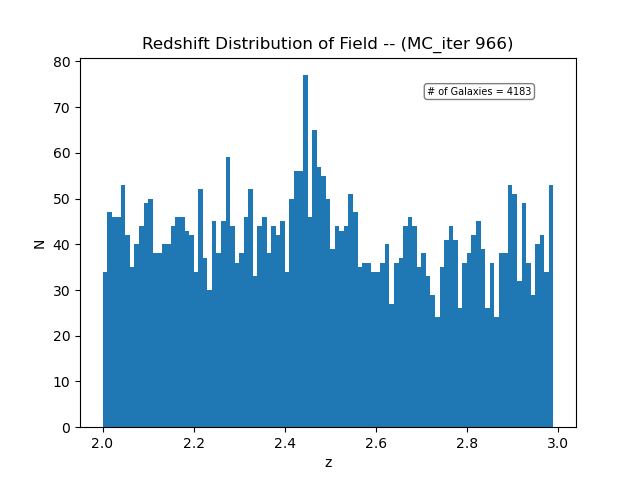 Redshift Distribution of Field -- (MC_iter 966)
# of Galaxies = 4183
80
70
60
50
40
30
20
10
0
N
2.0 2.2 2.4 2.6 2.8 3.0
z